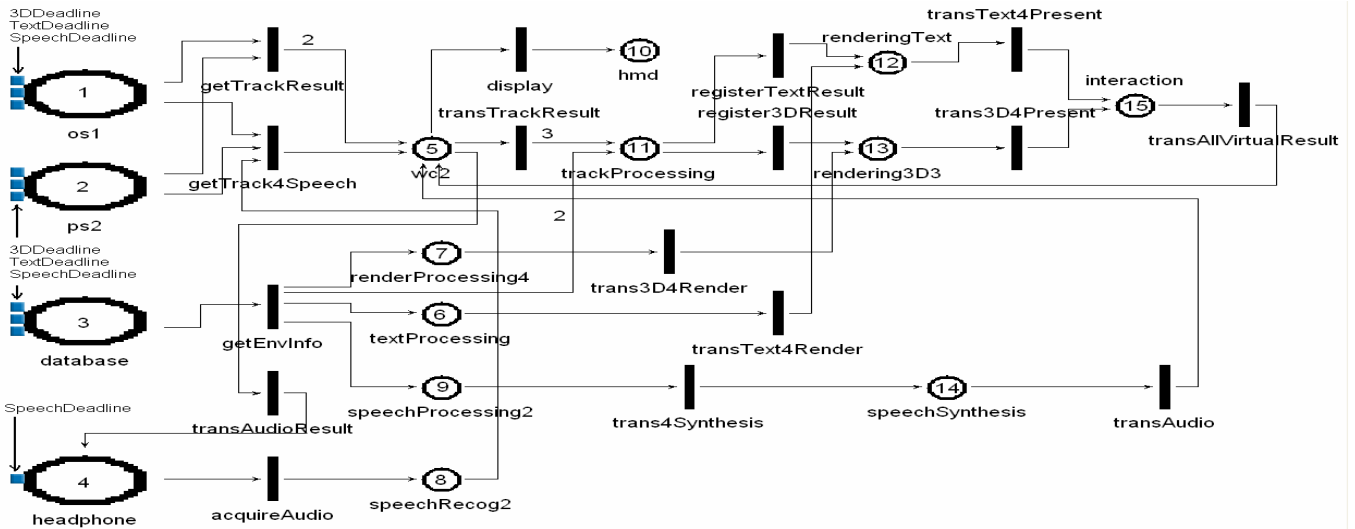 3DDeadline
TextDeadline
SpeechDeadline
1
os1
2
ps2
3DDeadline
TextDeadline
SpeechDeadline
3
database
SpeechDeadline
4
headphone
2
getTrackResult
getTrack4Speech
getEnvInfo
transAudioResult
acquireAudio
display
10
hmd
transTrackResult
3
5
wc2
11
trackProcessing
2
7
renderProcessing4
6
textProcessing
9
speechProcessing2
8
speechRecog2
trans3D4Render
transText4Render
trans4Synthesis
registerTextResult
register3DResult
renderingText
12
13
rendering3D3
transText4Present
trans3D4Present
interaction
15
transAllVirtualResult
14
speechSynthesis
transAudio